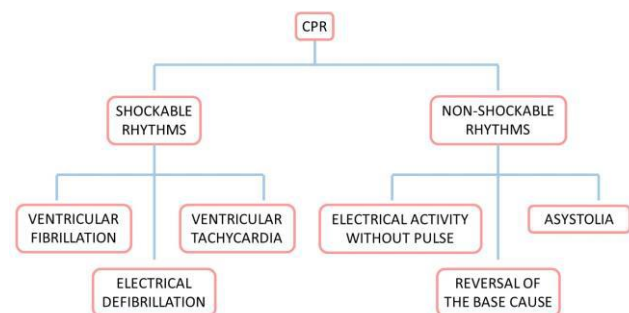 CPR
SHOCKABLE
RHYTHMS
NON-SHOCKABLE
RHYTHMS
VENTRICULAR
FIBRILLATION
VENTRICULAR
TACHYCARDIA
ELECTRICAL ACTIVITY
WITHOUT PULSE
ASYSTOLIA
ELECTRICAL
DEFIBRILLATION
REVERSAL OF
THE BASE CAUSE